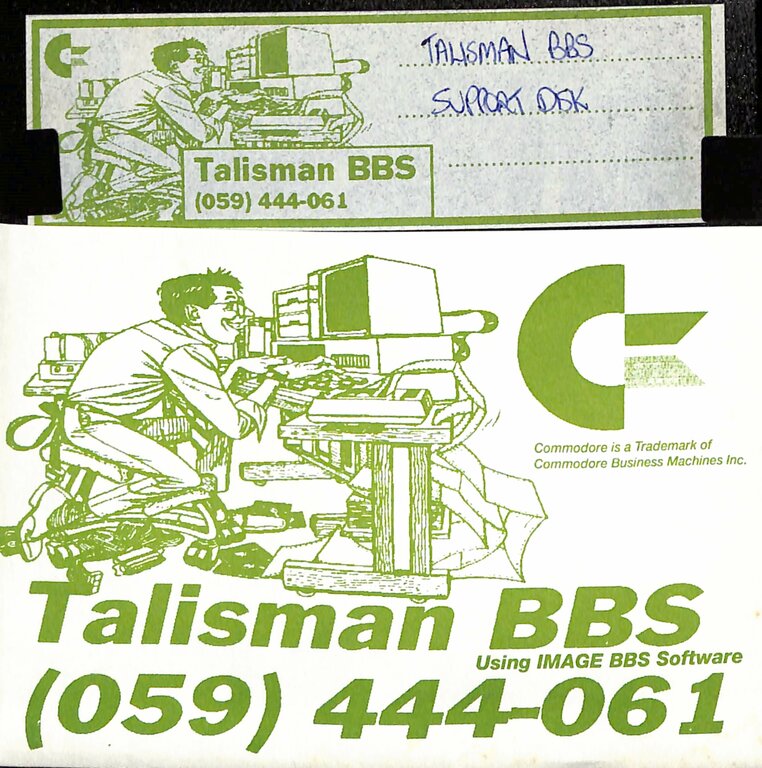 TALISMAN BBS
SUPPORT DISK
Talisman BBS
(059) 444-061
Commodore is a Trademark of
Commodore Business Machines Inc.
Talisman BBS
Using IMAGE BBS Software
(059) 444-061